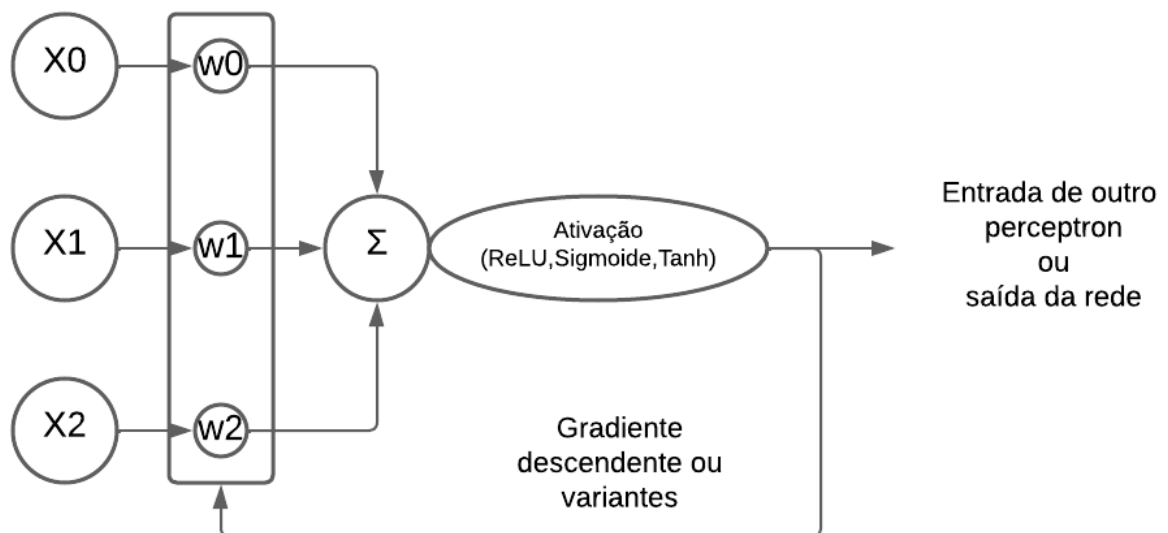 X0
w0
X1
w1
Σ
Ativação
(ReLU,Sigmoide,Tanh)
Entrada de outro
perceptron
ou
saída da rede
X2
w2
Gradiente
descendente ou
variantes